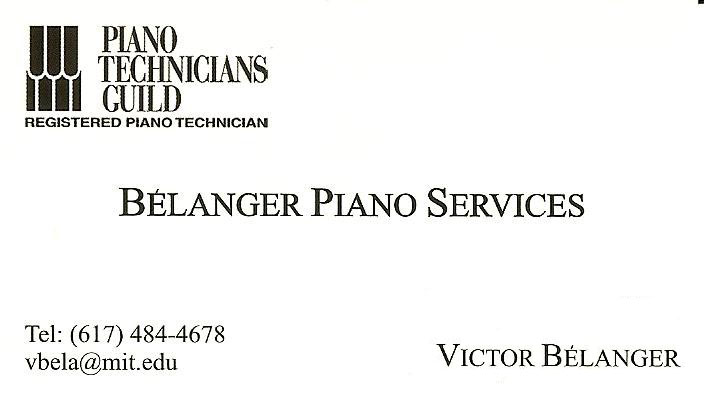 PIANO
TECHNICIANS
GUILD
REGISTERED PIANO TECHNICIAN
BÉLANGER PIANO SERVICES
Tel: (617) 484-4678
vbela@mit.edu
VICTOR BÉLANGER